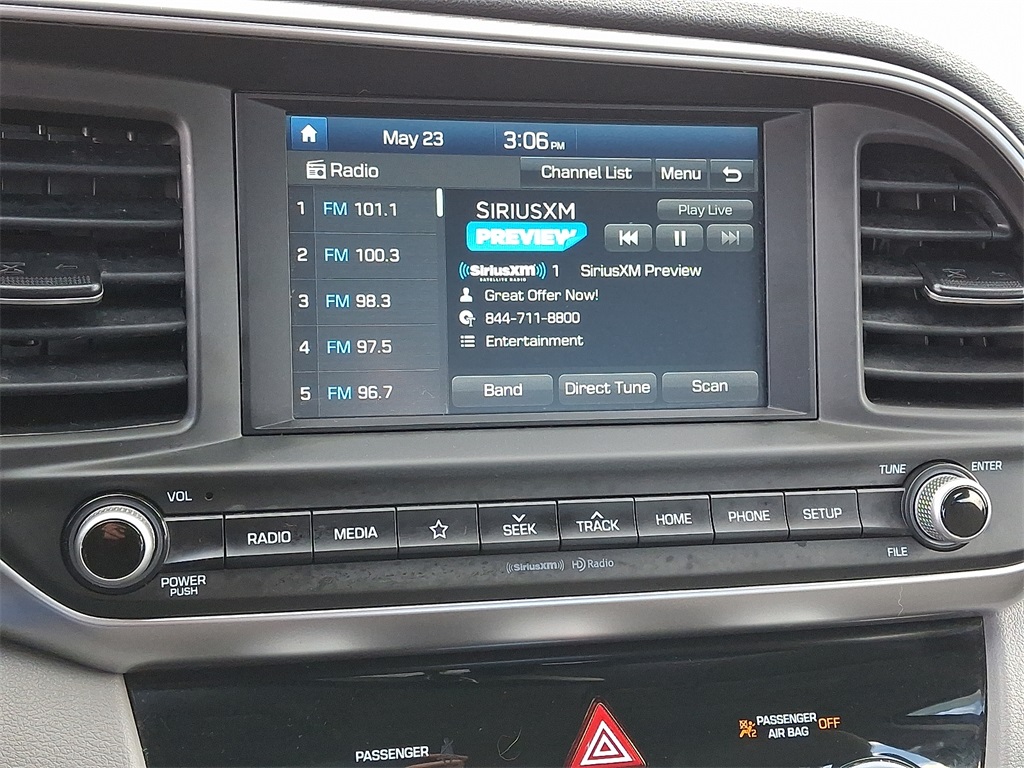 May 23 3:06 PM
Radio Channel List Menu
1 FM 101.1
2 FM 100.3
3 FM 98.3
4 FM 97.5
5 FM 96.7
SIRIUSXM Play Live
PREVIEW
((SiriusXM)) 1 SiriusXM Preview
SATELLITE RADIO
Great Offer Now!
844-711-8800
Entertainment
Band Direct Tune Scan
VOL
TUNE ENTER
RADIO MEDIA SEEK TRACK HOME PHONE SETUP
POWER
PUSH
FILE
((SiriusXM)) HD Radio
PASSENGER
AIR BAG OFF
PASSENGER